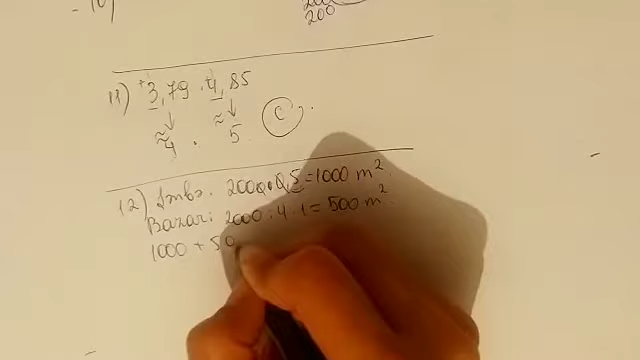 200
11) 3,79 · 4,85
≈4 · ≈5 (C).
12) 2000·0,5=1000 m²
Bazar: 2000:4·1=500 m²
1000+50